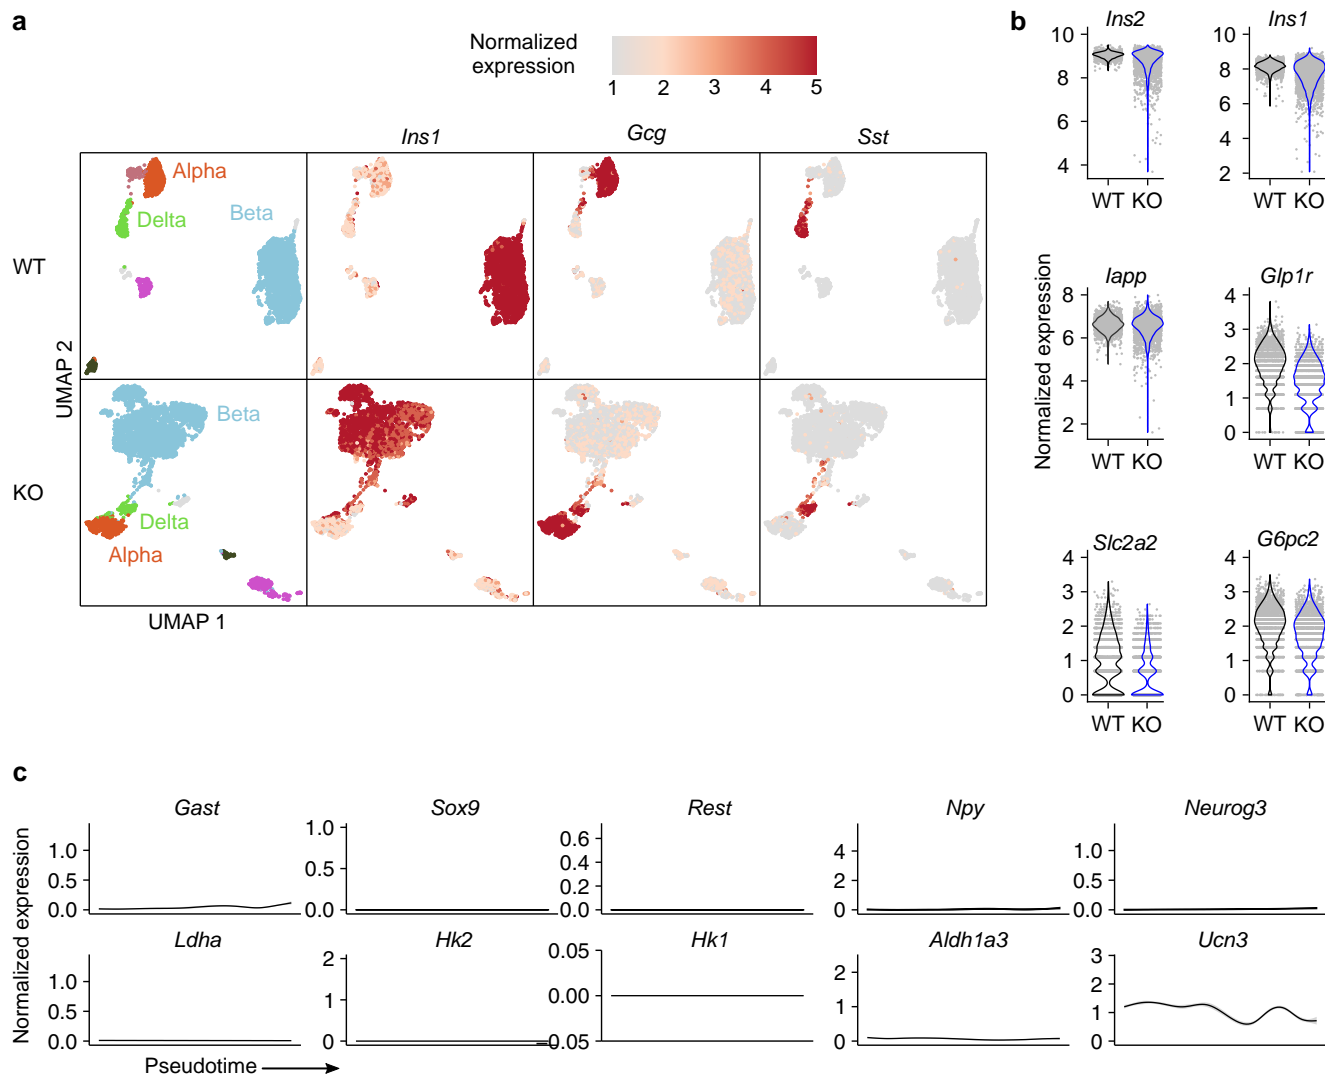 a
Normalized
expression
1 2 3 4 5
Ins1 Gcg Sst
WT
Alpha
Delta
Beta
KO
Beta
Delta
Alpha
UMAP 2
UMAP 1
b
Normalized expression
Ins2
10
8
6
4
WT KO
Ins1
10
8
6
4
2
WT KO
Iapp
8
6
4
2
WT KO
Glp1r
4
3
2
1
0
WT KO
Slc2a2
4
3
2
1
0
WT KO
G6pc2
4
3
2
1
0
WT KO
c
Normalized expression
Gast
1.0
0.5
0.0
Sox9
1.0
0.5
0.0
Rest
0.6
0.4
0.2
0.0
Npy
4
2
0
Neurog3
1.0
0.5
0.0
Normalized expression
Ldha
1.0
0.5
0.0
Hk2
2
1
0
Hk1
0.05
0.00
−0.05
Aldh1a3
2
1
0
Ucn3
3
2
1
0
Pseudotime